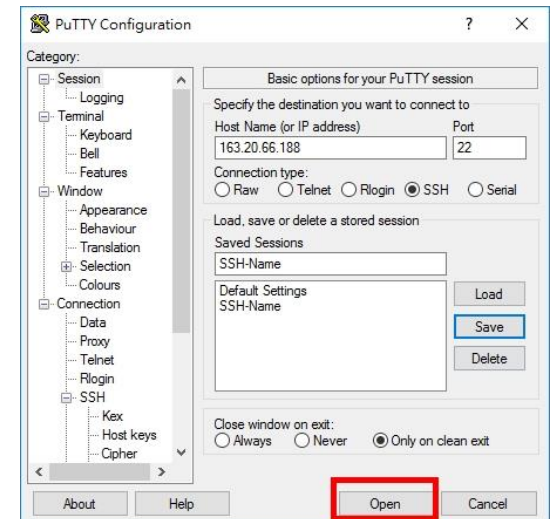 PuTTY Configuration
?
Category:
Session
Logging
Terminal
Keyboard
Bell
Features
Window
Appearance
Behaviour
Translation
Selection
Colours
Connection
Data
Proxy
Telnet
Rlogin
SSH
Kex
Host keys
Cipher
Basic options for your PuTTY session
Specify the destination you want to connect to
Host Name (or IP address) Port
163.20.66.188 22
Connection type:
Raw Telnet Rlogin SSH Serial
Load, save or delete a stored session
Saved Sessions
SSH-Name
Default Settings
SSH-Name
Load
Save
Delete
Close window on exit:
Always Never Only on clean exit
About Help Open Cancel